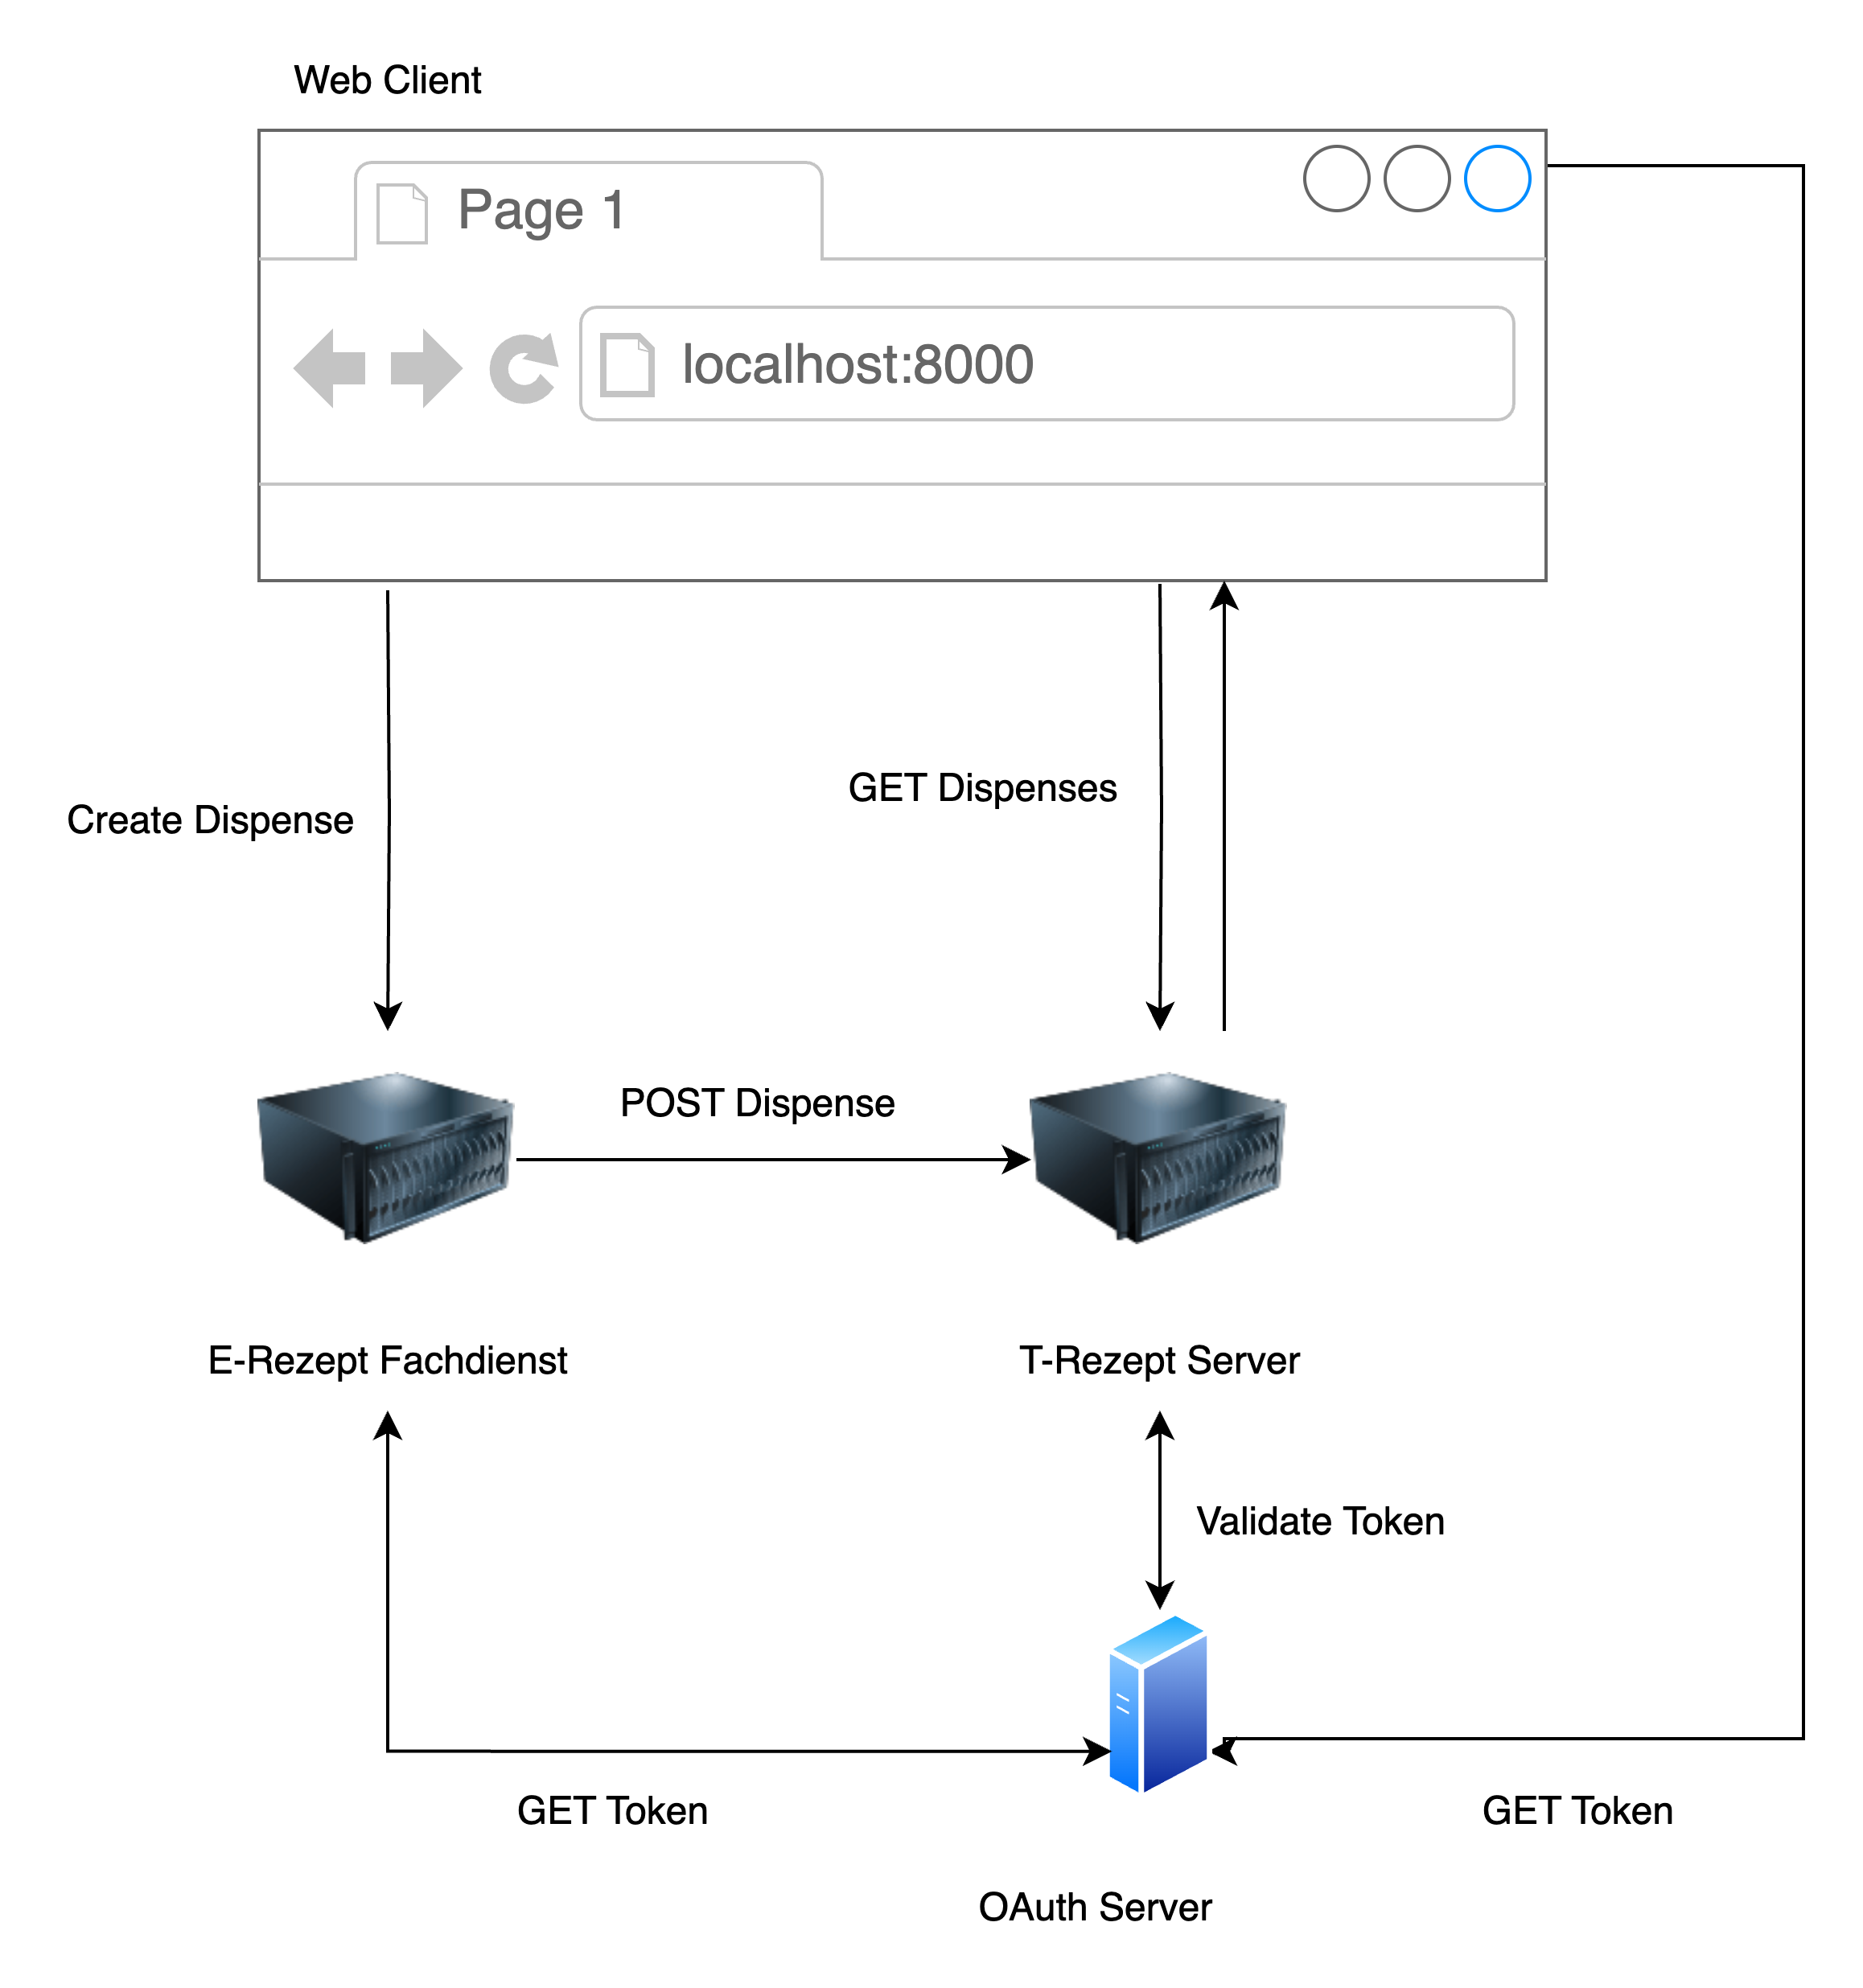 Web Client
Page 1
localhost:8000
GET Dispenses
Create Dispense
POST Dispense
E-Rezept Fachdienst
T-Rezept Server
Validate Token
GET Token
GET Token
OAuth Server